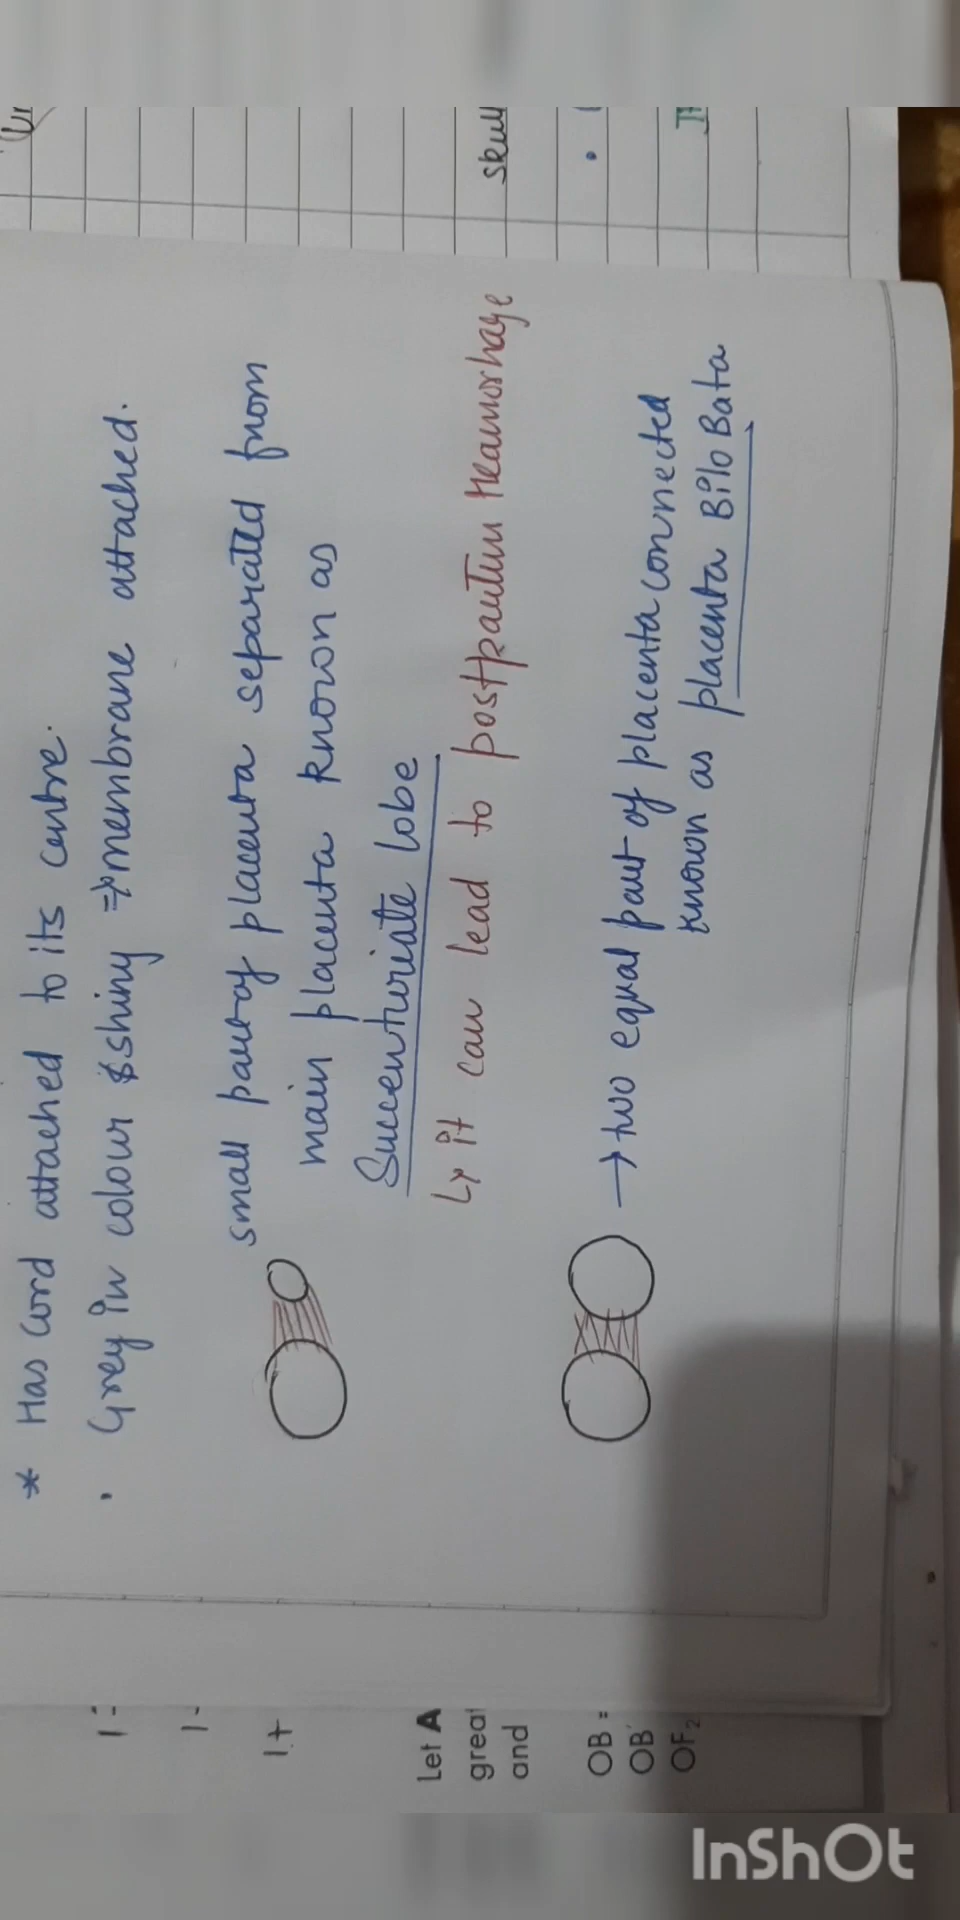 * Has cord attached to its centre.
• Grey in colour & shiny → membrane attached.
small part of placenta separated from
main placenta known as
Succenturiate lobe
↳ it can lead to postpartum Heamorhage
→ two equal part of placenta connected
known as placenta BiloBata
skull
Let A
great
and
OB =
OB'
OF₂
InShOt